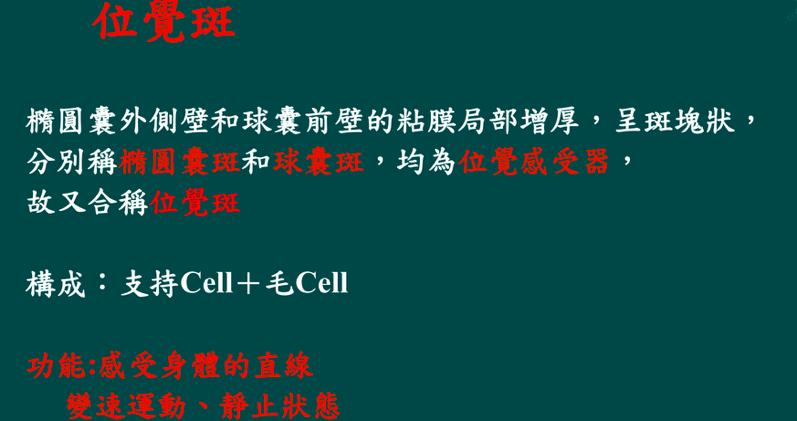 位覺斑
橢圓囊外側壁和球囊前壁的粘膜局部增厚，呈斑塊狀，
分別稱橢圓囊斑和球囊斑，均為位覺感受器，
故又合稱位覺斑
構成：支持Cell＋毛Cell
功能:感受身體的直線
變速運動、靜止狀態